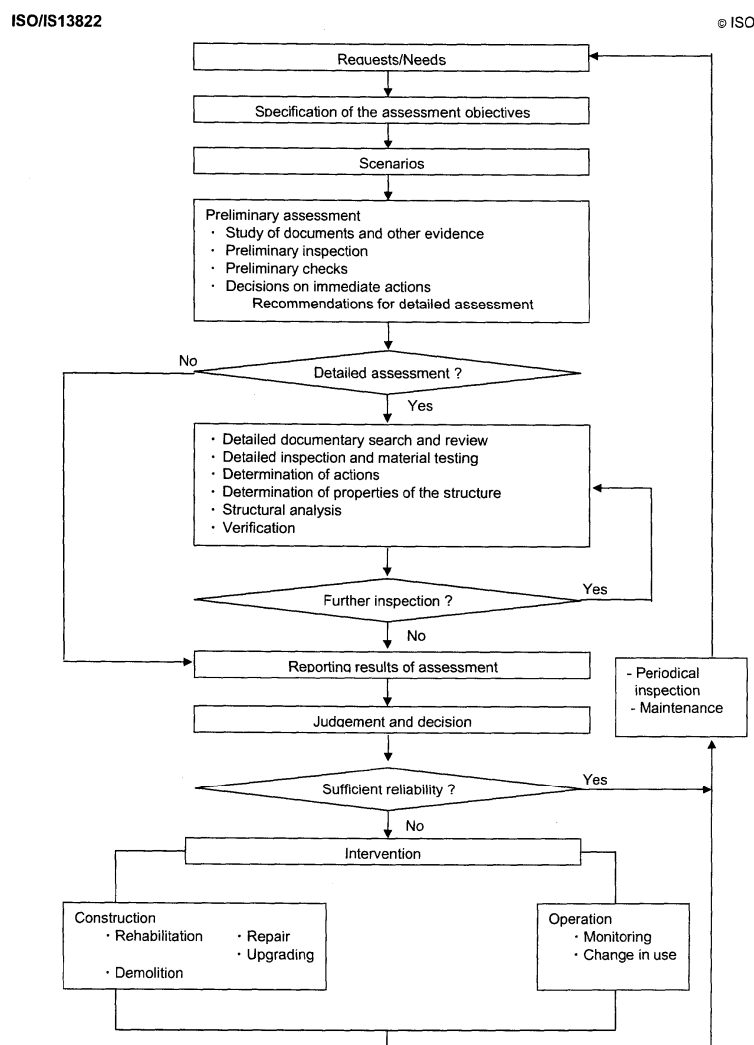 ISO/IS13822
© ISO
Requests/Needs
Specification of the assessment objectives
Scenarios
Preliminary assessment
· Study of documents and other evidence
· Preliminary inspection
· Preliminary checks
· Decisions on immediate actions
Recommendations for detailed assessment
No
Detailed assessment ?
Yes
· Detailed documentary search and review
· Detailed inspection and material testing
· Determination of actions
· Determination of properties of the structure
· Structural analysis
· Verification
Further inspection ?
Yes
No
Reporting results of assessment
- Periodical
inspection
- Maintenance
Judgement and decision
Sufficient reliability ?
Yes
No
Intervention
Construction
· Rehabilitation · Repair
· Upgrading
· Demolition
Operation
· Monitoring
· Change in use